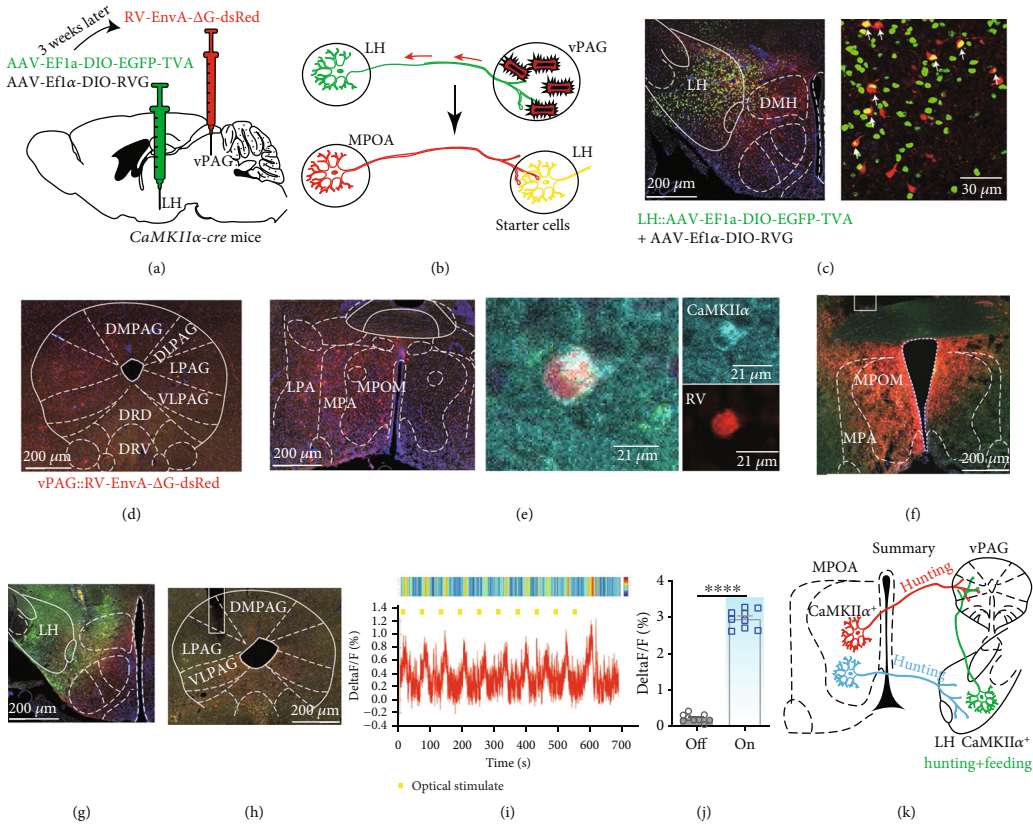 3 weeks later
RV-EnvA-ΔG-dsRed
AAV-Ef1a-DIO-EGFP-TVA
AAV-Ef1α-DIO-RVG
vPAG
LH
CaMKIIα-cre mice
(a)
LH
vPAG
MPOA
LH
Starter cells
(b)
LH
DMH
200 μm
30 μm
LH::AAV-EF1a-DIO-EGFP-TVA
+ AAV-Ef1α-DIO-RVG
(c)
DMPAG
DLPAG
LPAG
VLPAG
DRD
DRV
200 μm
vPAG::RV-EnvA-ΔG-dsRed
(d)
LPA
MPOM
MPA
200 μm
21 μm
CaMKIIα
21 μm
RV
21 μm
(e)
MPOM
MPA
200 μm
(f)
LH
200 μm
(g)
DMPAG
LPAG
VLPAG
200 μm
(h)
DeltaF/F (%)
1.4
1.2
1.0
0.8
0.6
0.4
0.2
0.0
−0.2
−0.4
0 100 200 300 400 500 600 700
Time (s)
Optical stimulate
(i)
DeltaF/F (%)
4
3
2
1
0
****
Off On
(j)
Summary
vPAG
MPOA
Hunting
CaMKIIα⁺
Hunting
LH CaMKIIα⁺
hunting+feeding
(k)